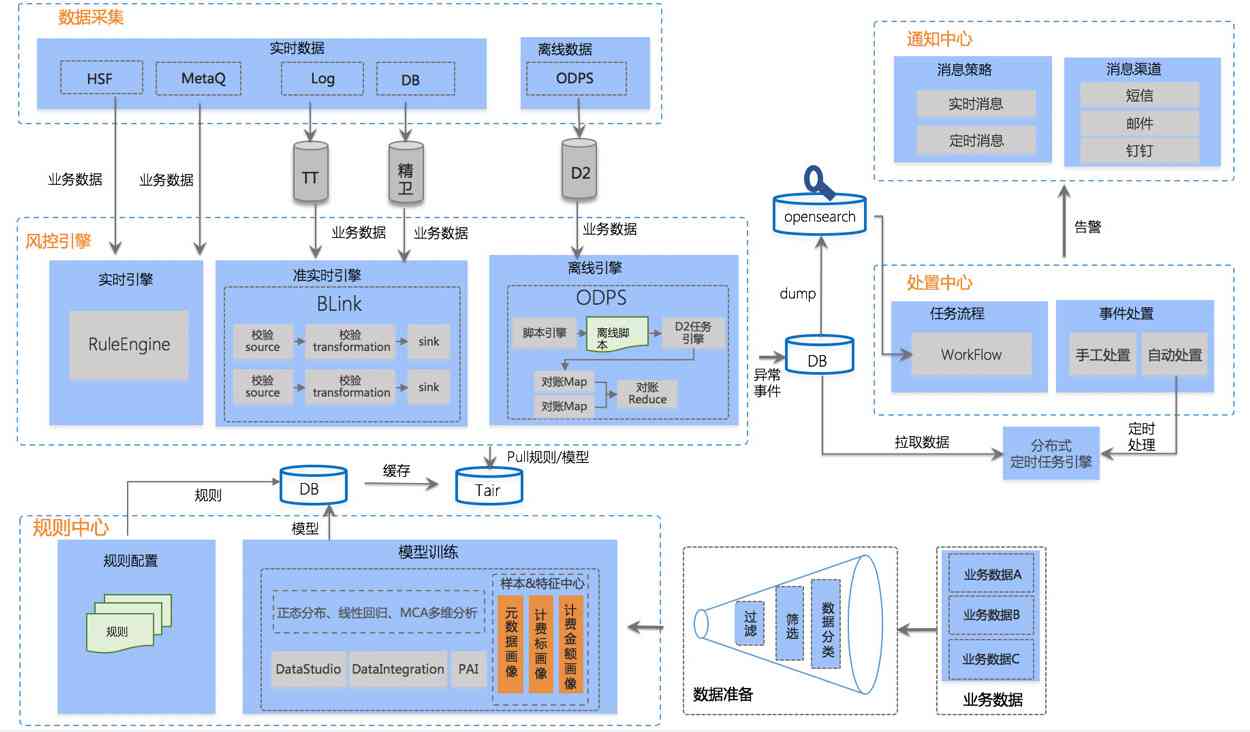 数据采集
实时数据
HSF
MetaQ
Log
DB
离线数据
ODPS
业务数据
业务数据
TT
精
卫
D2
业务数据
业务数据
业务数据
风控引擎
实时引擎
RuleEngine
准实时引擎
BLink
校验
source
校验
transformation
sink
校验
source
校验
transformation
sink
离线引擎
ODPS
脚本引擎
离线脚
本
D2任务
引擎
对账Map
对账Map
对账
Reduce
异常
事件
DB
dump
opensearch
通知中心
消息策略
实时消息
定时消息
消息渠道
短信
邮件
钉钉
告警
处置中心
任务流程
WorkFlow
事件处置
手工处置
自动处置
拉取数据
定时
处理
分布式
定时任务引擎
Pull规则/模型
规则
DB
缓存
Tair
模型
规则中心
规则配置
规则
模型训练
正态分布、线性回归、MCA多维分析
DataStudio
DataIntegration
PAI
样本&特征中心
元数据画像
计费标画像
计费金额画像
过滤
筛选
数据分类
数据准备
业务数据A
业务数据B
业务数据C
业务数据